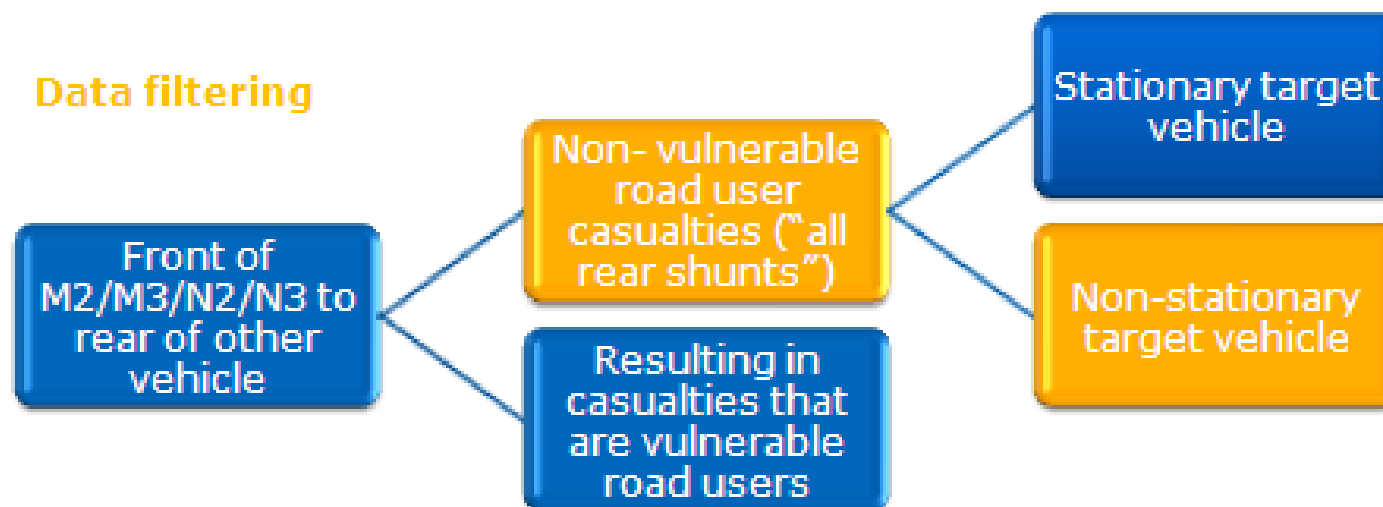 Data filtering
Front of
M2/M3/N2/N3 to
rear of other
vehicle
Non- vulnerable
road user
casualties (“all
rear shunts”)
Resulting in
casualties that
are vulnerable
road users
Stationary target
vehicle
Non-stationary
target vehicle